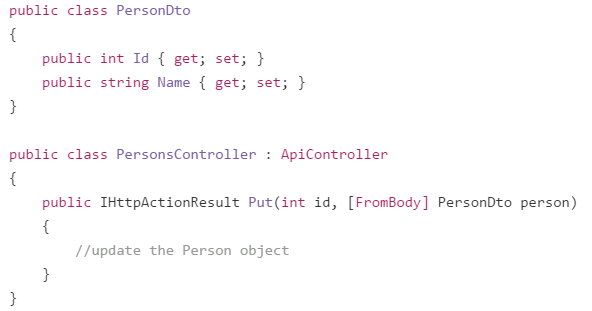 public class PersonDto
{
    public int Id { get; set; }
    public string Name { get; set; }
}

public class PersonsController : ApiController
{
    public IHttpActionResult Put(int id, [FromBody] PersonDto person)
    {
        //update the Person object
    }
}